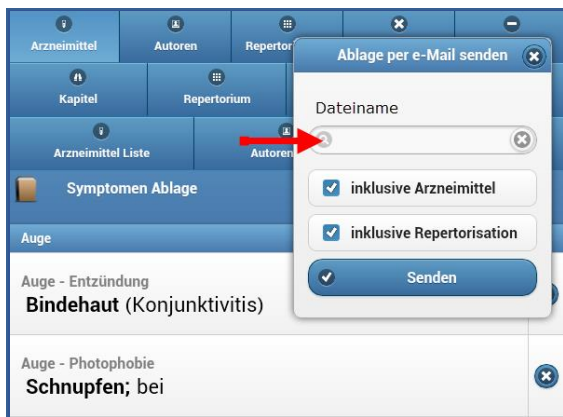 Arzneimittel
Autoren
Repertor
Ablage per e-Mail senden
Kapitel
Repertorium
Dateiname
Arzneimittel Liste
Autoren
Symptomen Ablage
inklusive Arzneimittel
Auge
inklusive Repertorisation
Auge - Entzündung
Senden
Bindehaut (Konjunktivitis)
Auge - Photophobie
Schnupfen; bei